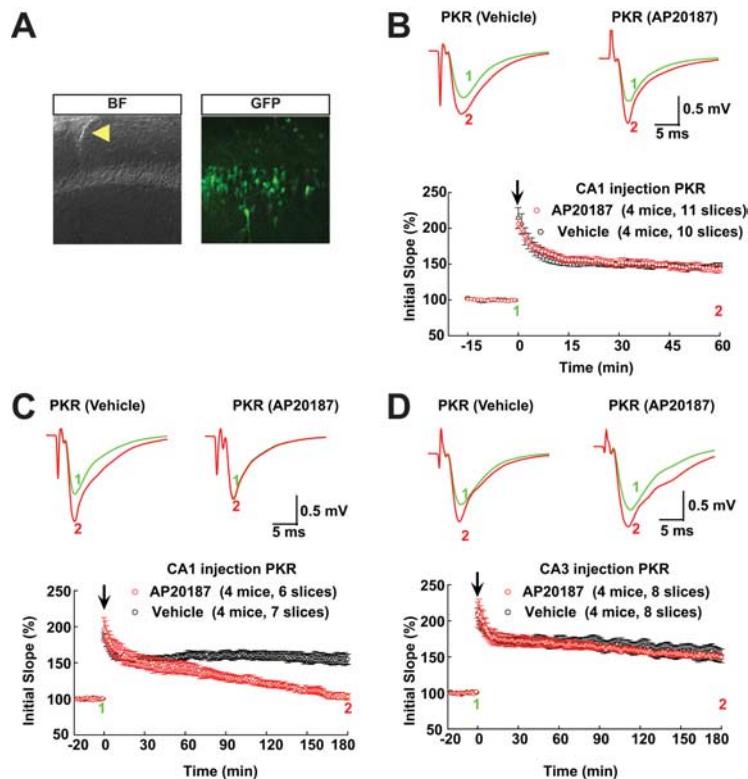 A
BF
GFP
B
PKR (Vehicle)
PKR (AP20187)
1
2
1
2
0.5 mV
5 ms
CA1 injection PKR
AP20187 (4 mice, 11 slices)
Vehicle (4 mice, 10 slices)
Initial Slope (%)
250
200
150
100
50
1
2
-15
0
15
30
45
60
Time (min)
C
PKR (Vehicle)
PKR (AP20187)
1
2
1
2
0.5 mV
5 ms
CA1 injection PKR
AP20187 (4 mice, 6 slices)
Vehicle (4 mice, 7 slices)
Initial Slope (%)
250
200
150
100
50
1
2
-20
0
30
60
90
120
150
180
Time (min)
D
PKR (Vehicle)
PKR (AP20187)
1
2
1
2
0.5 mV
5 ms
CA3 injection PKR
AP20187 (4 mice, 8 slices)
Vehicle (4 mice, 8 slices)
Initial Slope (%)
250
200
150
100
50
1
2
-20
0
30
60
90
120
150
180
Time (min)